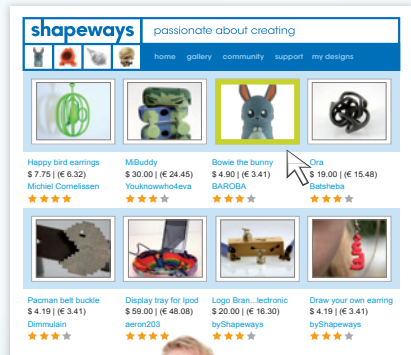 shapeways
passionate about creating
home gallery community support my designs
Happy bird earrings
$ 7.75 | (€ 6.32)
Michiel Cornelissen
MiBuddy
$ 30.00 | (€ 24.45)
Youknowwho4eva
Bowie the bunny
$ 4.90 | (€ 3.41)
BAROBA
Ora
$ 19.00 | (€ 15.48)
Batsheba
Pacman belt buckle
$ 4.19 | (€ 3.41)
Dimmulain
Display tray for Ipod
$ 59.00 | (€ 48.08)
aeron203
Logo Bran...lectronic
$ 20.00 | (€ 16.30)
byShapeways
Draw your own earring
$ 4.19 | (€ 3.41)
byShapeways